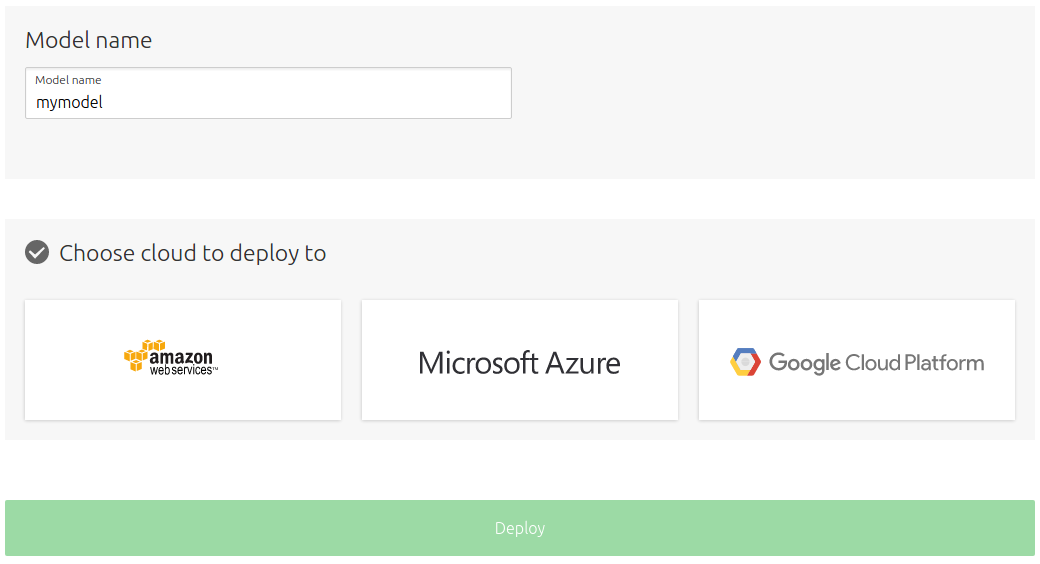 Model name
Model name
mymodel
Choose cloud to deploy to
amazon
webservices™
Microsoft Azure
Google Cloud Platform
Deploy